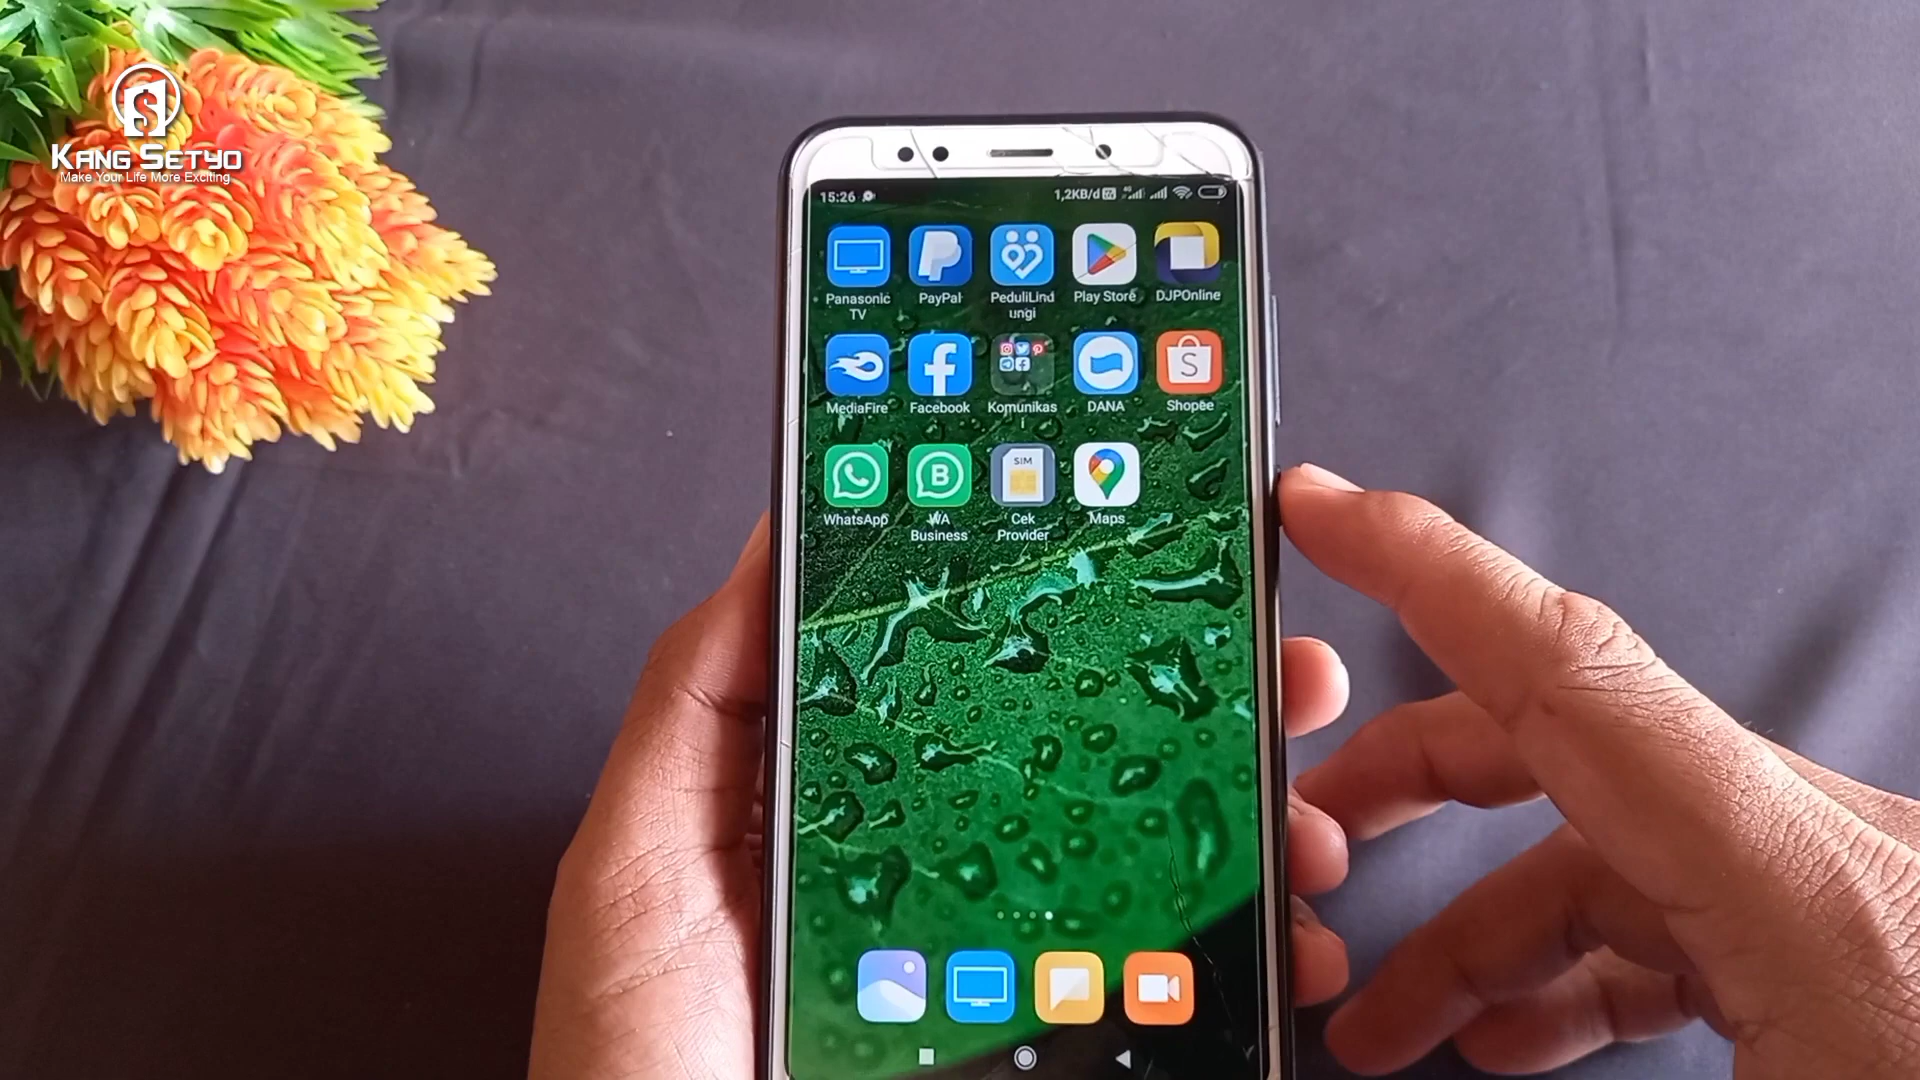 KANG SETYO
Make Your Life More Exciting
15:26
1,2KB/d
4G
Panasonic
TV
PayPal
PeduliLind
ungi
Play Store
DJPOnline
MediaFire
Facebook
Komunikas
i
DANA
Shopee
WhatsApp
WA
Business
SIM
Cek
Provider
Maps